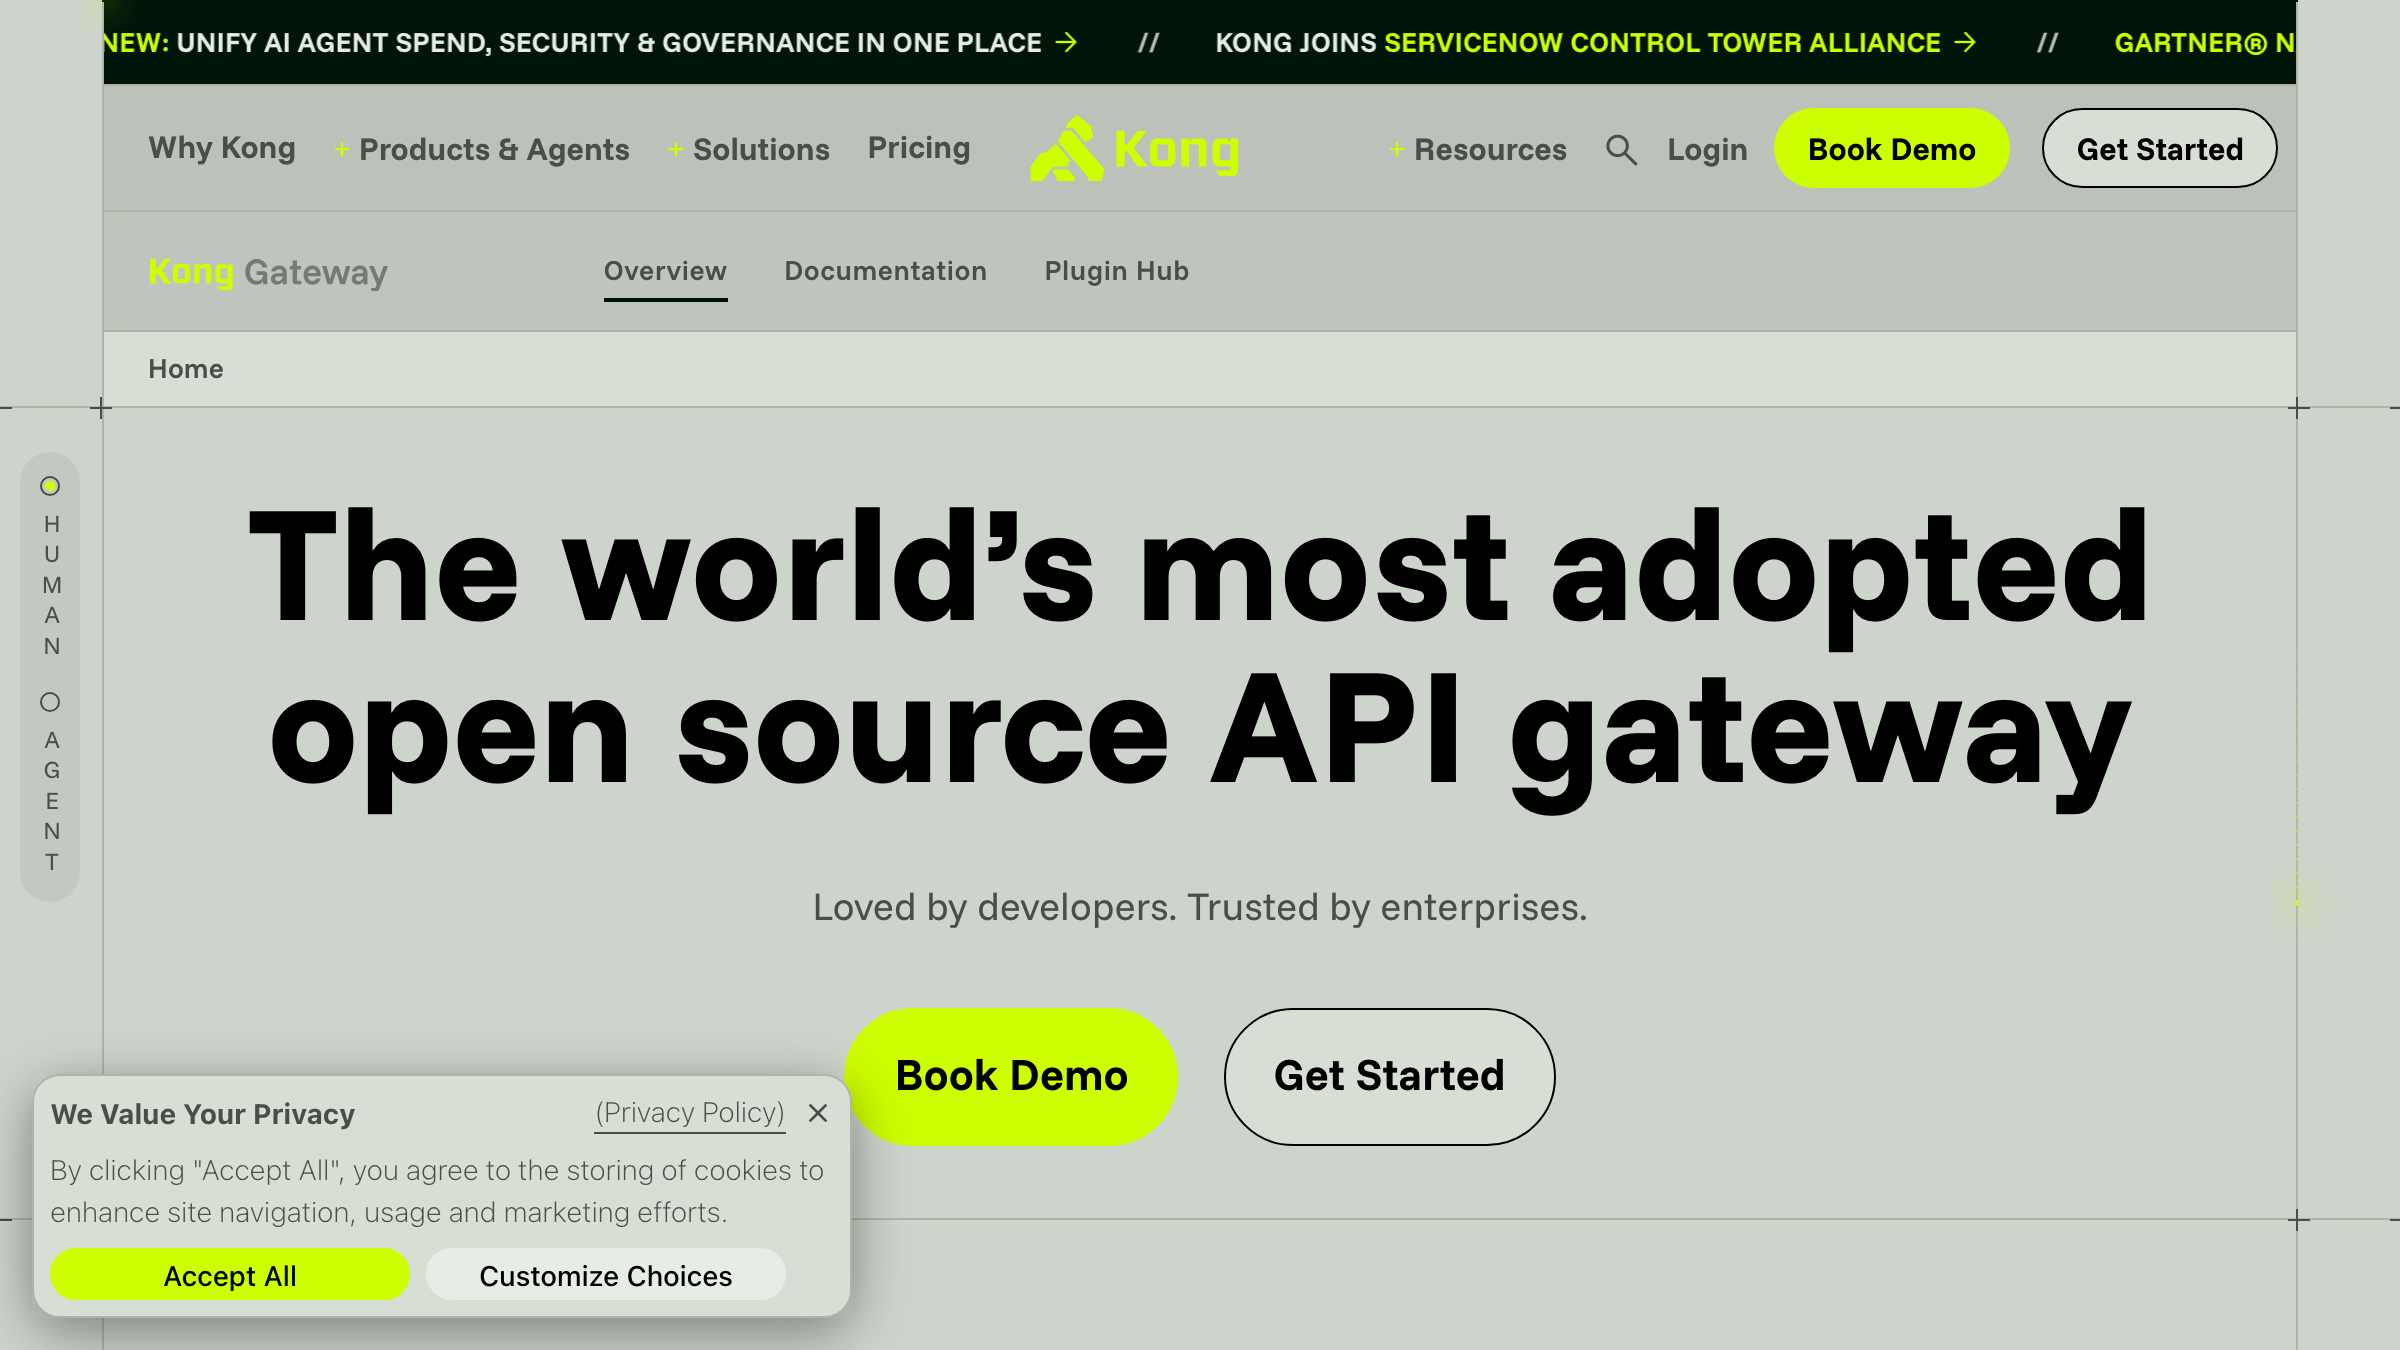 NEW: UNIFY AI AGENT SPEND, SECURITY & GOVERNANCE IN ONE PLACE → // KONG JOINS SERVICENOW CONTROL TOWER ALLIANCE → // GARTNER® N
Why Kong + Products & Agents + Solutions Pricing Kong + Resources Login Book Demo Get Started
Kong Gateway Overview Documentation Plugin Hub
Home
HUMAN
AGENT
The world’s most adopted
open source API gateway
Loved by developers. Trusted by enterprises.
Book Demo Get Started
We Value Your Privacy (Privacy Policy)
By clicking "Accept All", you agree to the storing of cookies to
enhance site navigation, usage and marketing efforts.
Accept All Customize Choices